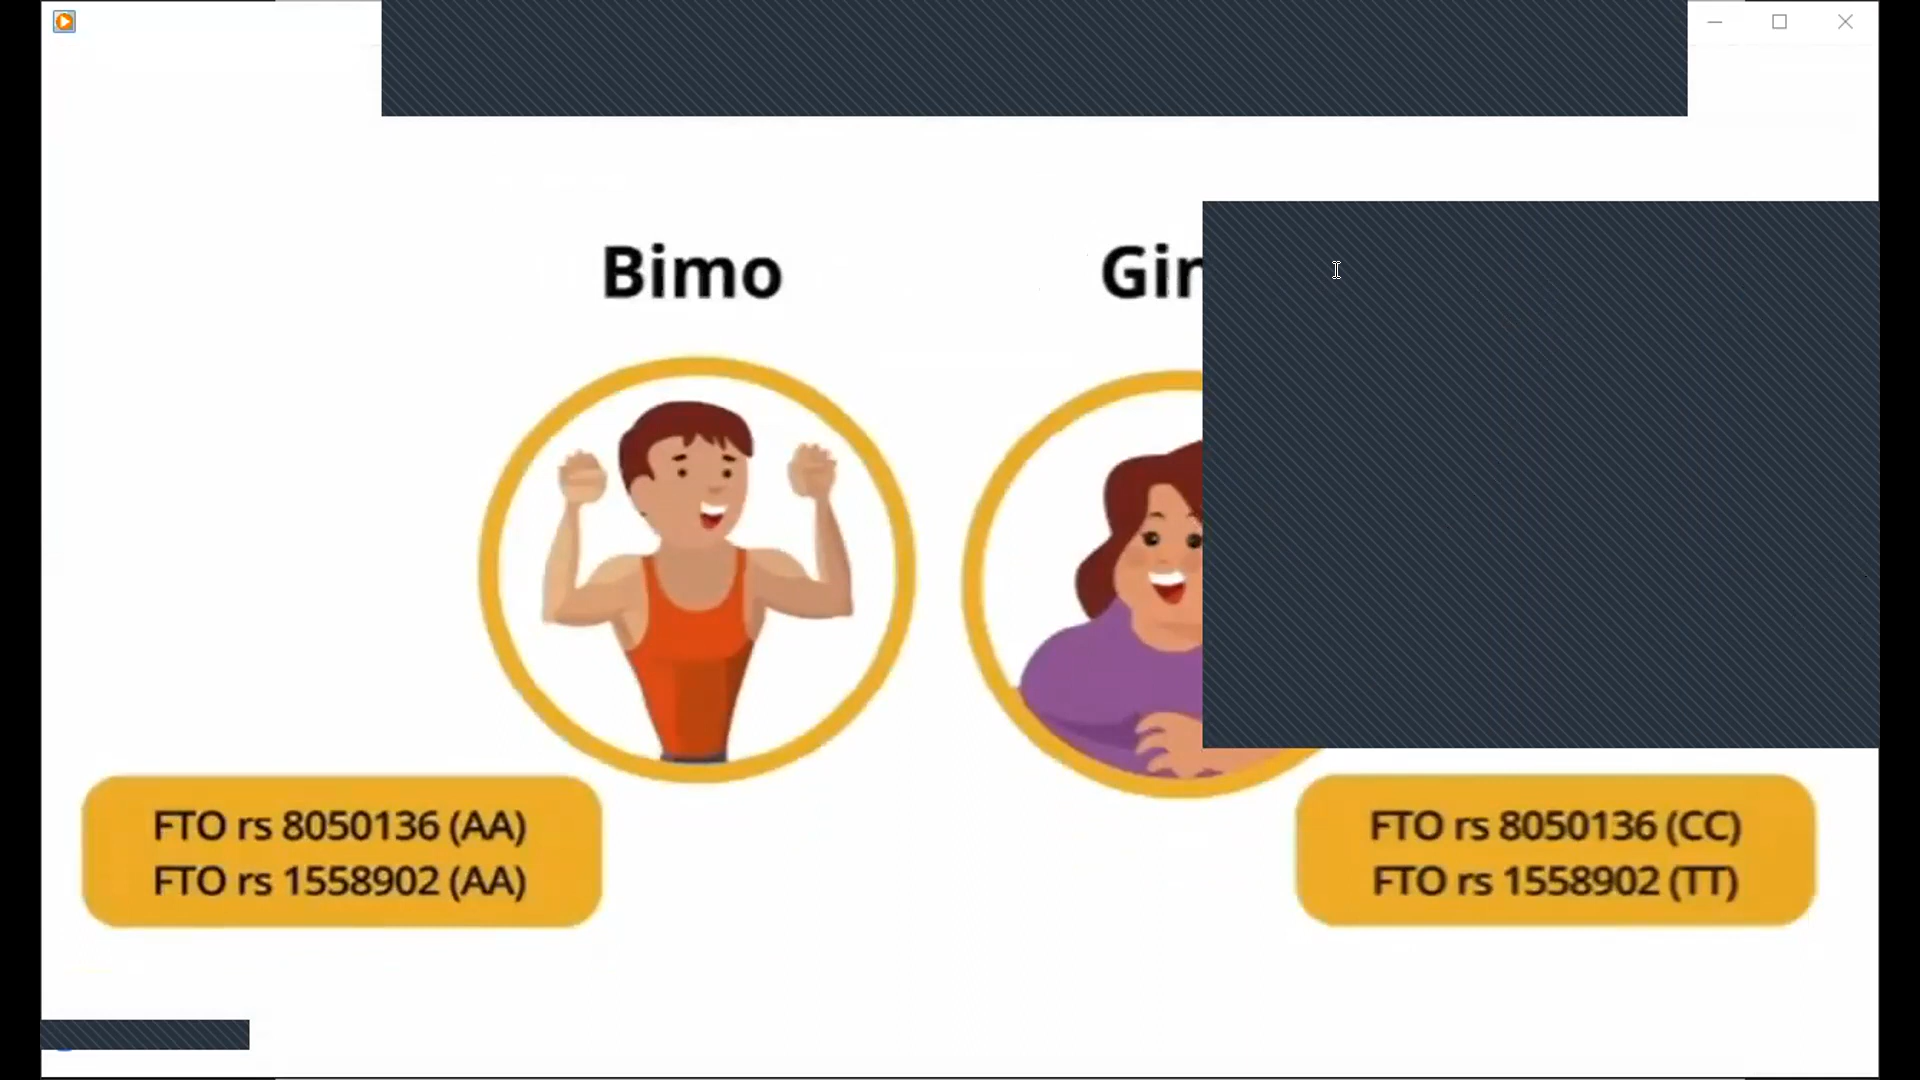 Bimo
FTO rs 8050136 (AA)
FTO rs 1558902 (AA)
FTO rs 8050136 (CC)
FTO rs 1558902 (TT)